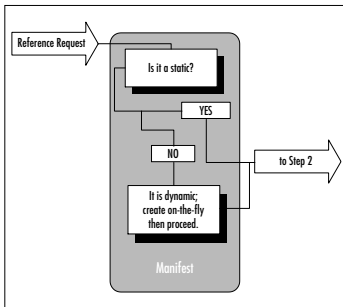 Reference Request
Is it a static?
YES
NO
to Step 2
It is dynamic;
create on-the-fly
then proceed.
Manifest